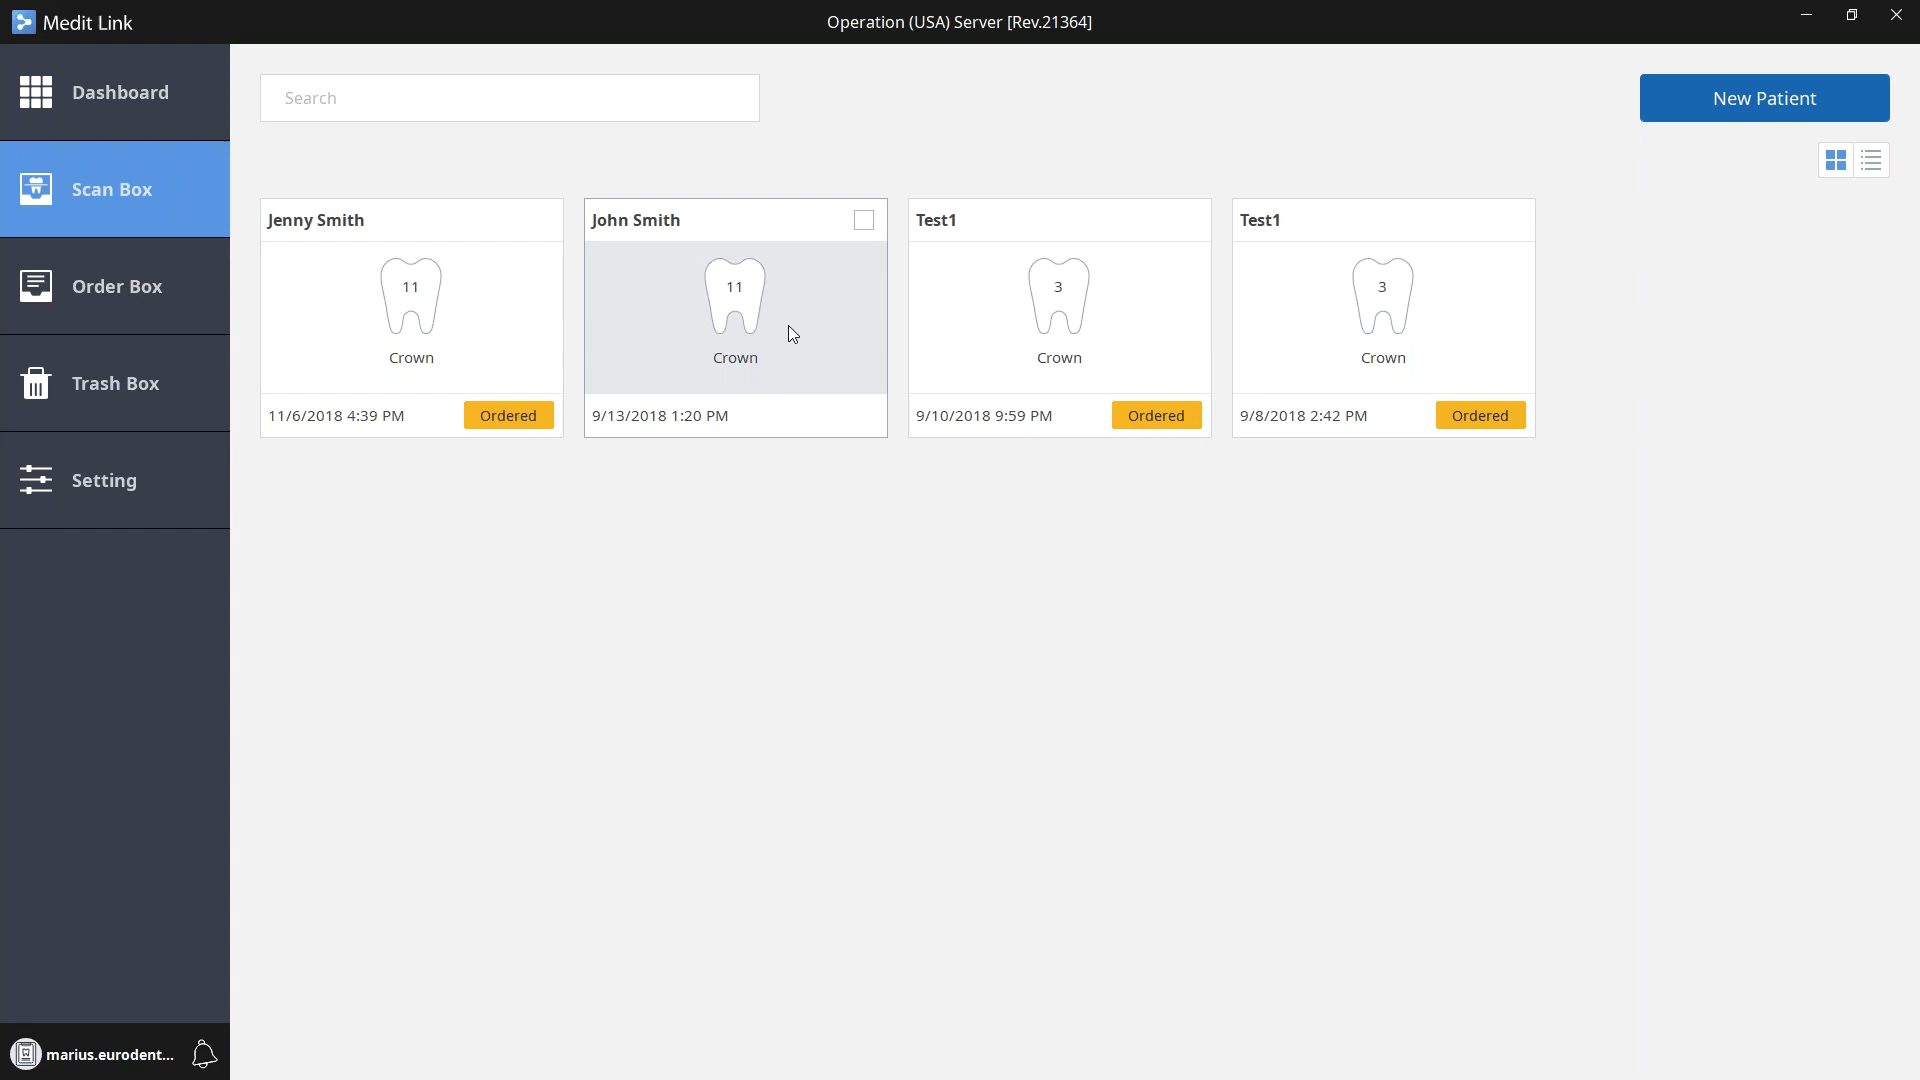 Medit Link
Operation (USA) Server [Rev.21364]
Dashboard
Scan Box
Order Box
Trash Box
Setting
marius.eurodent...
Search
New Patient
Jenny Smith
11
Crown
11/6/2018 4:39 PM
Ordered
John Smith
11
Crown
9/13/2018 1:20 PM
Test1
3
Crown
9/10/2018 9:59 PM
Ordered
Test1
3
Crown
9/8/2018 2:42 PM
Ordered